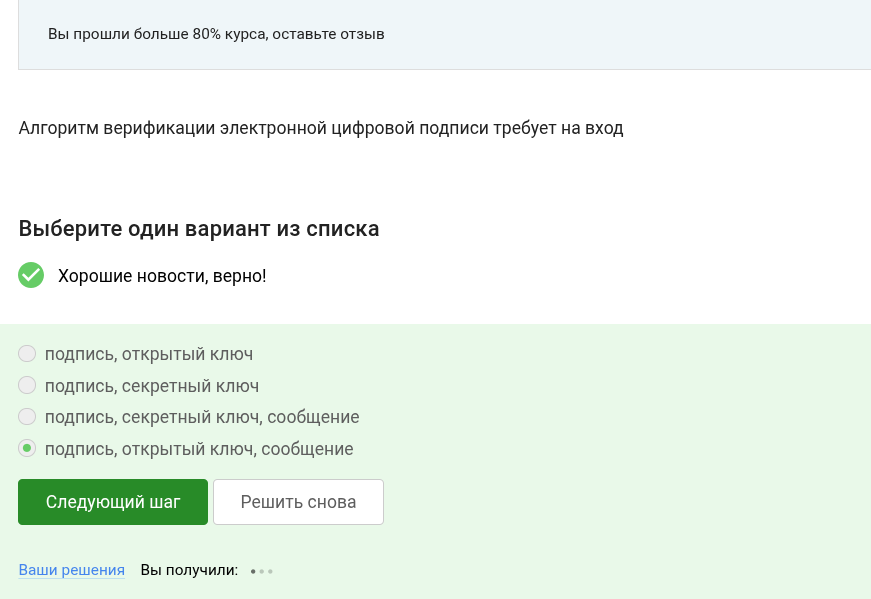 Вы прошли больше 80% курса, оставьте отзыв
Алгоритм верификации электронной цифровой подписи требует на вход
Выберите один вариант из списка
Хорошие новости, верно!
подпись, открытый ключ
подпись, секретный ключ
подпись, секретный ключ, сообщение
подпись, открытый ключ, сообщение
Следующий шаг Решить снова
Ваши решения Вы получили: